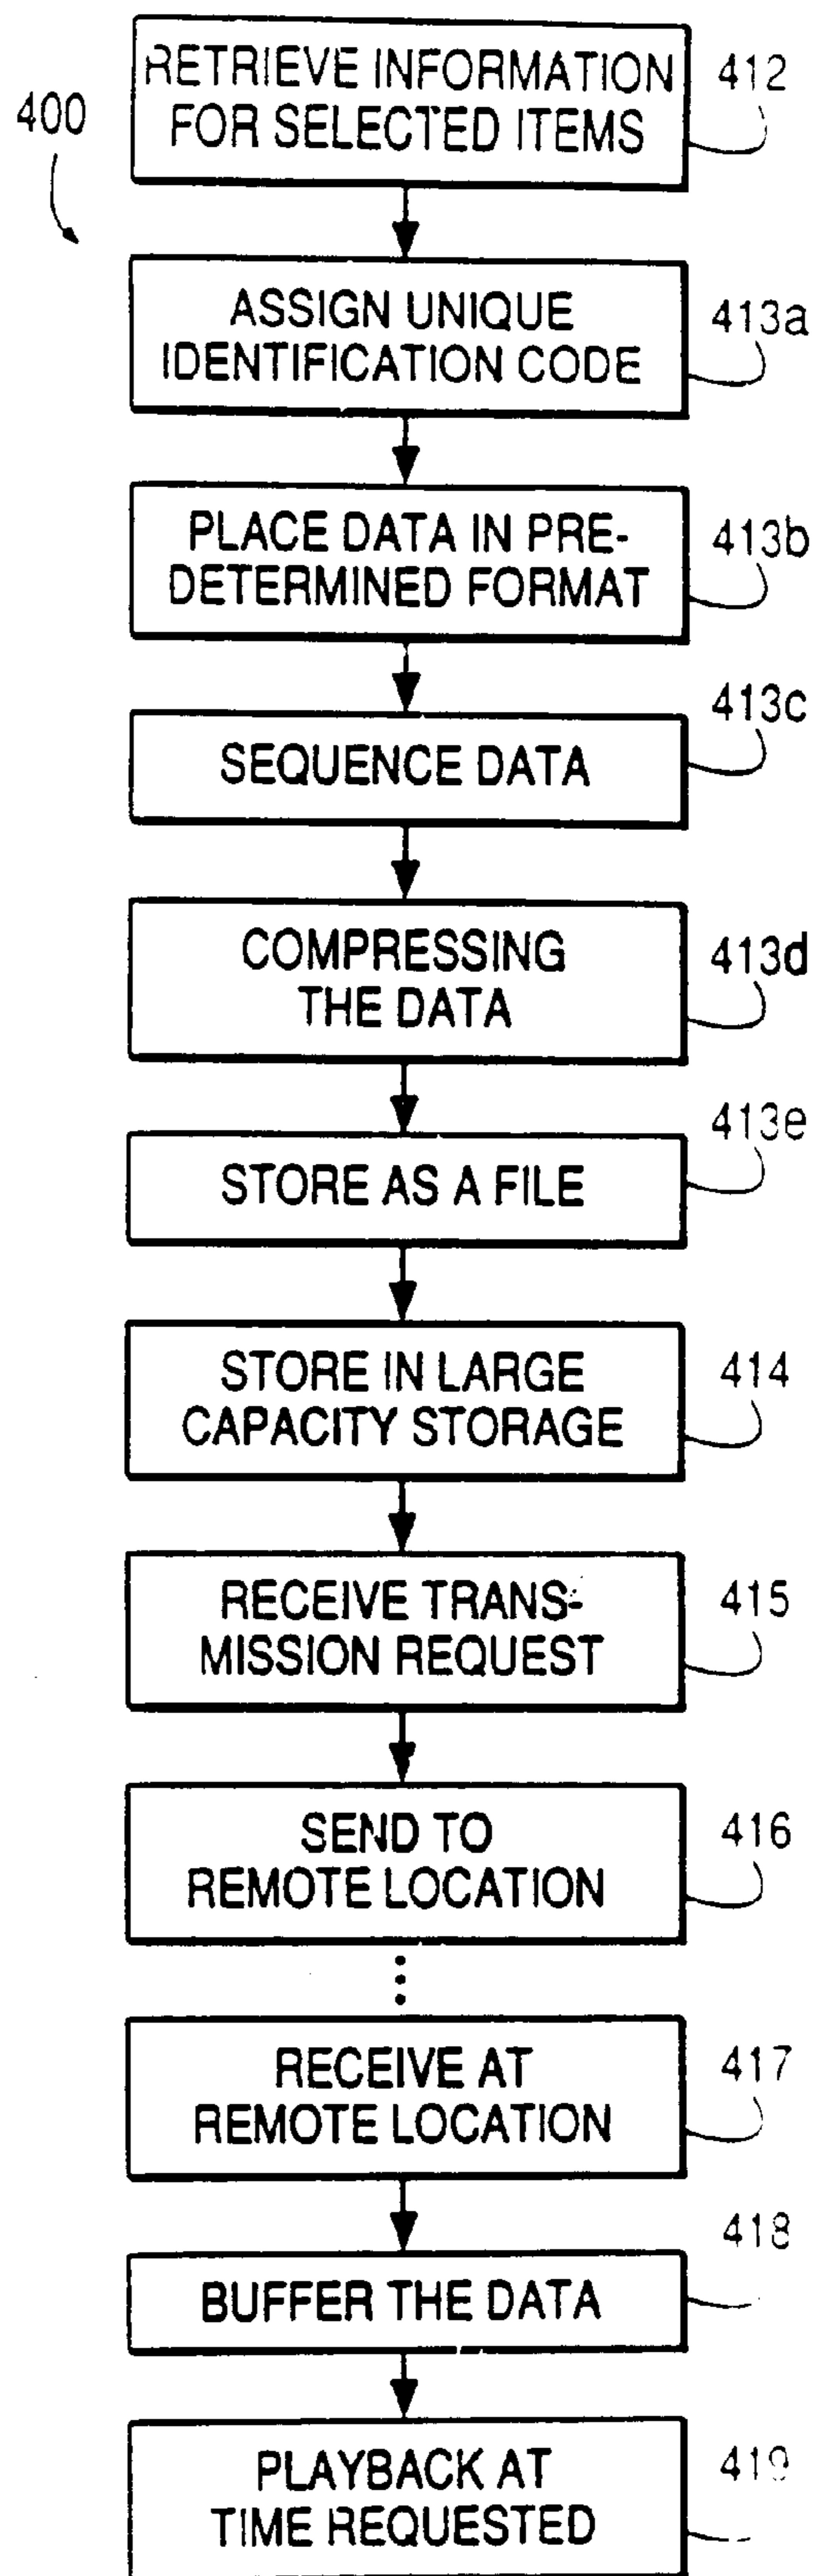 RETRIEVE INFORMATION
FOR SELECTED ITEMS
412
400
ASSIGN UNIQUE
IDENTIFICATION CODE
413a
PLACE DATA IN PRE-
DETERMINED FORMAT
413b
SEQUENCE DATA
413c
COMPRESSING
THE DATA
413d
STORE AS A FILE
413e
STORE IN LARGE
CAPACITY STORAGE
414
RECEIVE TRANS-
MISSION REQUEST
415
SEND TO
REMOTE LOCATION
416
RECEIVE AT
REMOTE LOCATION
417
BUFFER THE DATA
418
PLAYBACK AT
TIME REQUESTED
419